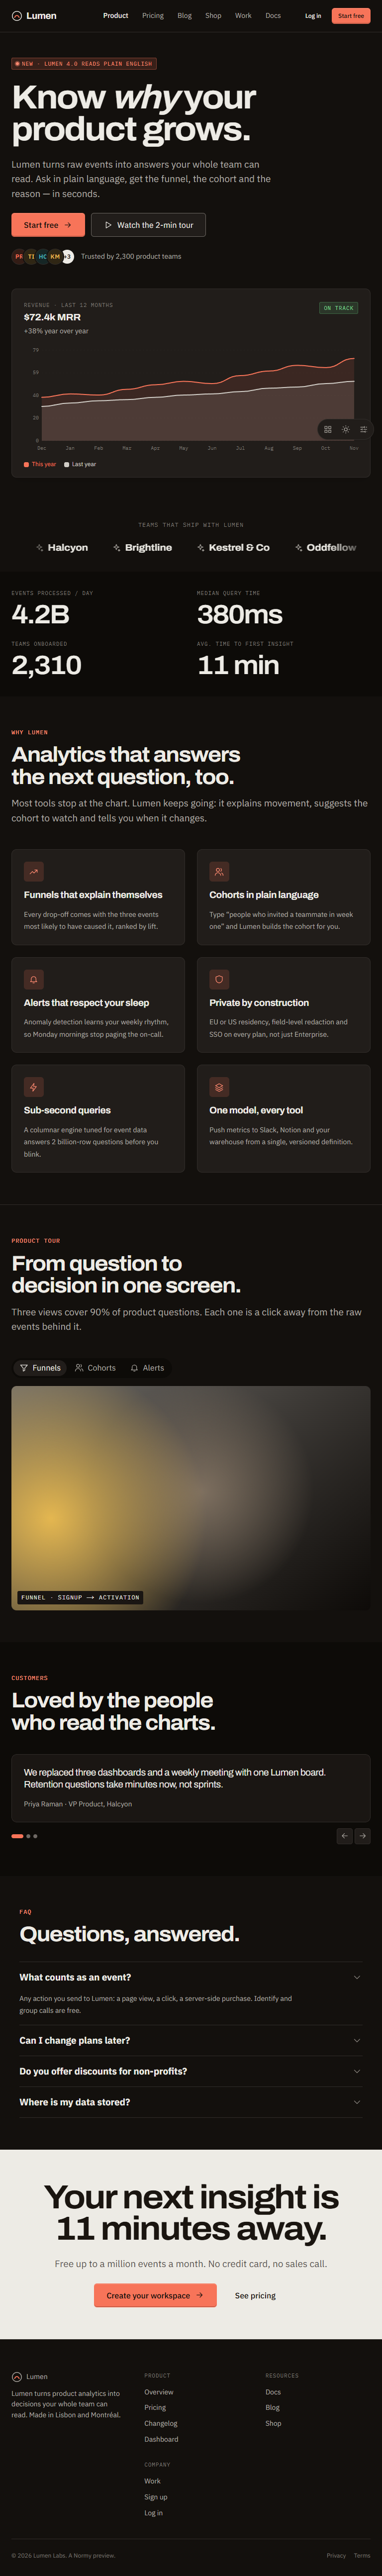 Lumen
Product Pricing Blog Shop Work Docs
Log in
Start free
NEW · LUMEN 4.0 READS PLAIN ENGLISH
Know why your
product grows.
Lumen turns raw events into answers your whole team can
read. Ask in plain language, get the funnel, the cohort and the
reason — in seconds.
Start free
Watch the 2-min tour
PR TI HO KM +3
Trusted by 2,300 product teams
REVENUE · LAST 12 MONTHS
$72.4k MRR
+38% year over year
ON TRACK
79
59
40
20
0
Dec Jan Feb Mar Apr May Jun Jul Aug Sep Oct Nov
This year Last year
TEAMS THAT SHIP WITH LUMEN
Halcyon Brightline Kestrel & Co Oddfellow
EVENTS PROCESSED / DAY
4.2B
MEDIAN QUERY TIME
380ms
TEAMS ONBOARDED
2,310
AVG. TIME TO FIRST INSIGHT
11 min
WHY LUMEN
Analytics that answers
the next question, too.
Most tools stop at the chart. Lumen keeps going: it explains movement, suggests the
cohort to watch and tells you when it changes.
Funnels that explain themselves
Every drop-off comes with the three events
most likely to have caused it, ranked by lift.
Cohorts in plain language
Type “people who invited a teammate in week
one” and Lumen builds the cohort for you.
Alerts that respect your sleep
Anomaly detection learns your weekly rhythm,
so Monday mornings stop paging the on-call.
Private by construction
EU or US residency, field-level redaction and
SSO on every plan, not just Enterprise.
Sub-second queries
A columnar engine tuned for event data
answers 2 billion-row questions before you
blink.
One model, every tool
Push metrics to Slack, Notion and your
warehouse from a single, versioned definition.
PRODUCT TOUR
From question to
decision in one screen.
Three views cover 90% of product questions. Each one is a click away from the raw
events behind it.
Funnels Cohorts Alerts
FUNNEL · SIGNUP → ACTIVATION
CUSTOMERS
Loved by the people
who read the charts.
We replaced three dashboards and a weekly meeting with one Lumen board.
Retention questions take minutes now, not sprints.
Priya Raman · VP Product, Halcyon
FAQ
Questions, answered.
What counts as an event?
Any action you send to Lumen: a page view, a click, a server-side purchase. Identify and
group calls are free.
Can I change plans later?
Do you offer discounts for non-profits?
Where is my data stored?
Your next insight is
11 minutes away.
Free up to a million events a month. No credit card, no sales call.
Create your workspace
See pricing
Lumen
Lumen turns product analytics into
decisions your whole team can
read. Made in Lisbon and Montréal.
PRODUCT
Overview
Pricing
Changelog
Dashboard
RESOURCES
Docs
Blog
Shop
COMPANY
Work
Sign up
Log in
© 2026 Lumen Labs. A Normy preview.
Privacy Terms